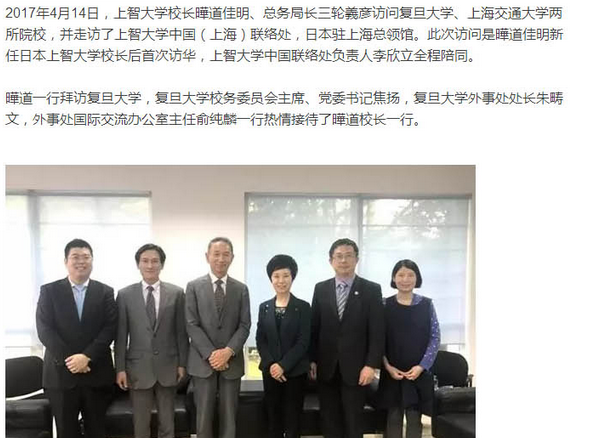 2017年4月14日，上智大学校长曄道佳明、总务局长三轮義彦访问复旦大学、上海交通大学两
所院校，并走访了上智大学中国（上海）联络处，日本驻上海总领馆。此次访问是曄道佳明新
任日本上智大学校长后首次访华，上智大学中国联络处负责人李欣立全程陪同。
曄道一行拜访复旦大学，复旦大学校务委员会主席、党委书记焦扬，复旦大学外事处处长朱畴
文，外事处国际交流办公室主任俞纯麟一行热情接待了曄道校长一行。